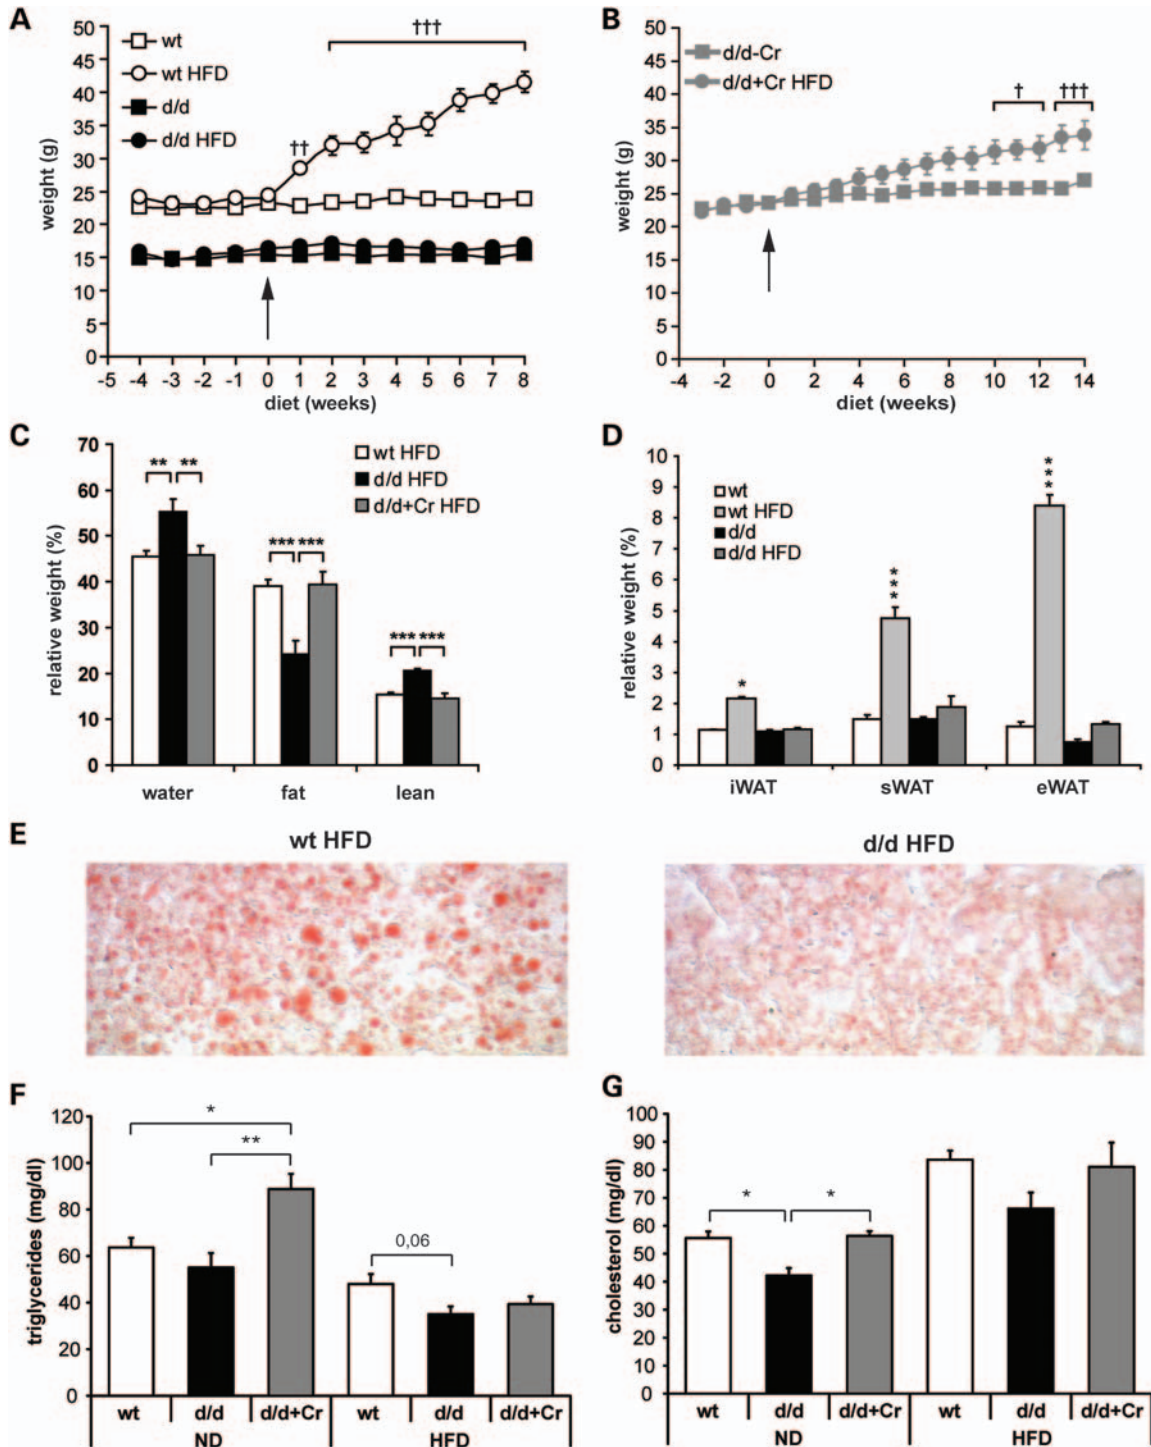 A
wt
wt HFD
d/d
d/d HFD
††
†††
weight (g)
50
45
40
35
30
25
20
15
10
5
0
-5 -4 -3 -2 -1 0 1 2 3 4 5 6 7 8
diet (weeks)
B
d/d-Cr
d/d+Cr HFD
† †††
weight (g)
50
45
40
35
30
25
20
15
10
5
0
-4 -2 0 2 4 6 8 10 12 14
diet (weeks)
C
wt HFD
d/d HFD
d/d+Cr HFD
** **
*** ***
*** ***
relative weight (%)
70
60
50
40
30
20
10
0
water fat lean
D
wt
wt HFD
d/d
d/d HFD
*
***
***
relative weight (%)
10
9
8
7
6
5
4
3
2
1
0
iWAT sWAT eWAT
E
wt HFD
d/d HFD
F
*
**
0,06
triglycerides (mg/dl)
120
100
80
60
40
20
0
wt d/d d/d+Cr wt d/d d/d+Cr
ND HFD
G
* *
cholesterol (mg/dl)
100
90
80
70
60
50
40
30
20
10
0
wt d/d d/d+Cr wt d/d d/d+Cr
ND HFD